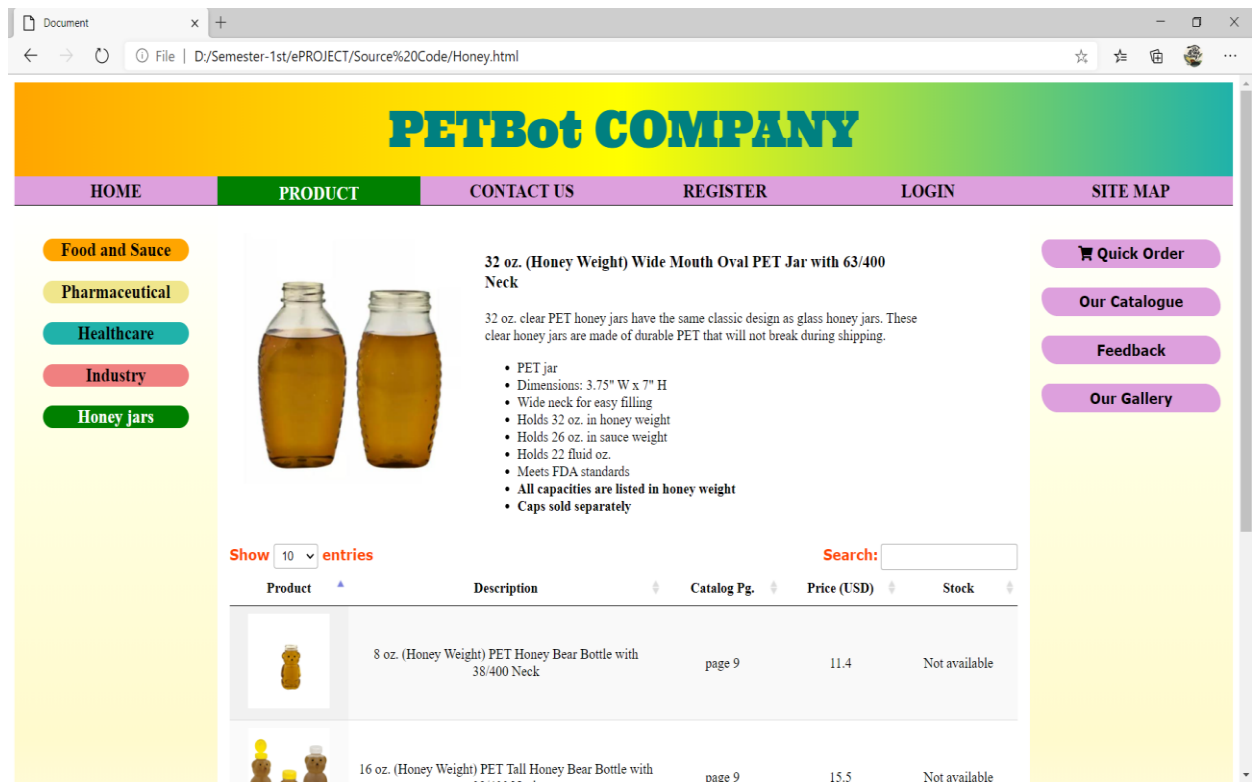 Document
File | D:/Semester-1st/ePROJECT/Source%20Code/Honey.html
PETBot COMPANY
HOME PRODUCT CONTACT US REGISTER LOGIN SITE MAP
Food and Sauce
Pharmaceutical
Healthcare
Industry
Honey jars
32 oz. (Honey Weight) Wide Mouth Oval PET Jar with 63/400
Neck
32 oz. clear PET honey jars have the same classic design as glass honey jars. These
clear honey jars are made of durable PET that will not break during shipping.
• PET jar
• Dimensions: 3.75" W x 7" H
• Wide neck for easy filling
• Holds 32 oz. in honey weight
• Holds 26 oz. in sauce weight
• Holds 22 fluid oz.
• Meets FDA standards
• All capacities are listed in honey weight
• Caps sold separately
Quick Order
Our Catalogue
Feedback
Our Gallery
Show 10 entries Search:
Product Description Catalog Pg. Price (USD) Stock
8 oz. (Honey Weight) PET Honey Bear Bottle with
38/400 Neck
page 9 11.4 Not available
16 oz. (Honey Weight) PET Tall Honey Bear Bottle with
page 9 15.5 Not available